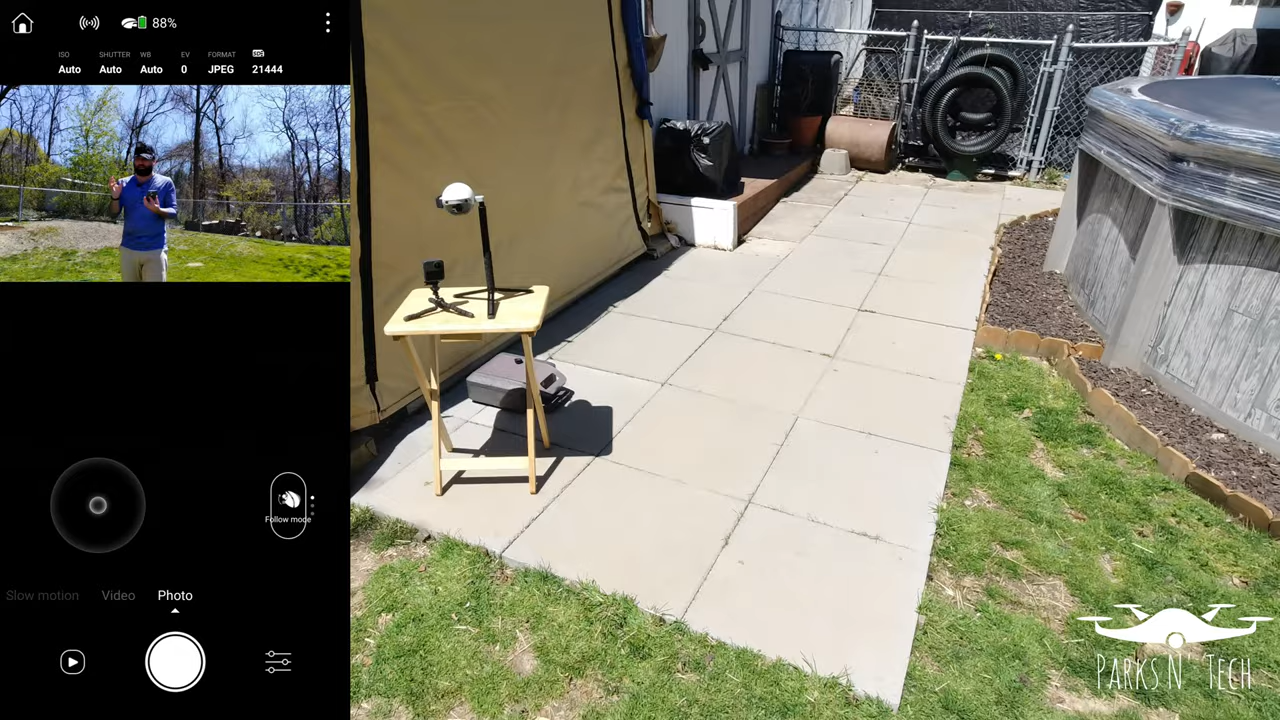 88%
ISO SHUTTER WB EV FORMAT
Auto Auto Auto 0 JPEG 21444
Follow mode
Slow motion Video Photo
PARKS N' TECH